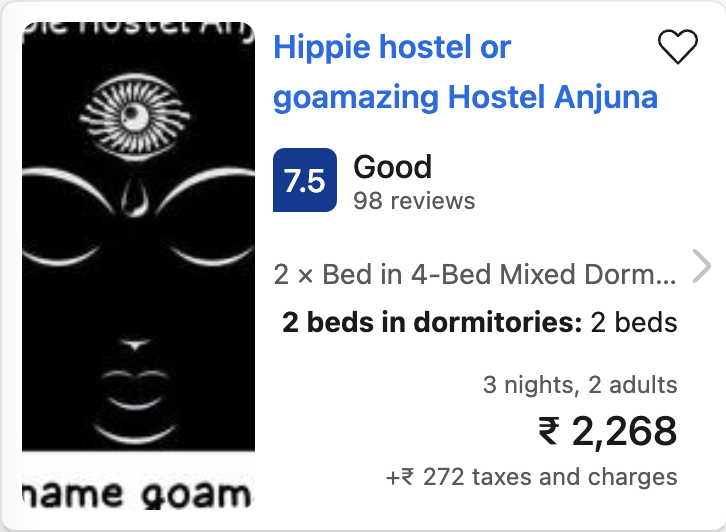 Hippie hostel or
goamazing Hostel Anjuna
7.5
Good
98 reviews
2 × Bed in 4-Bed Mixed Dorm...
2 beds in dormitories: 2 beds
3 nights, 2 adults
₹ 2,268
+₹ 272 taxes and charges
name goam